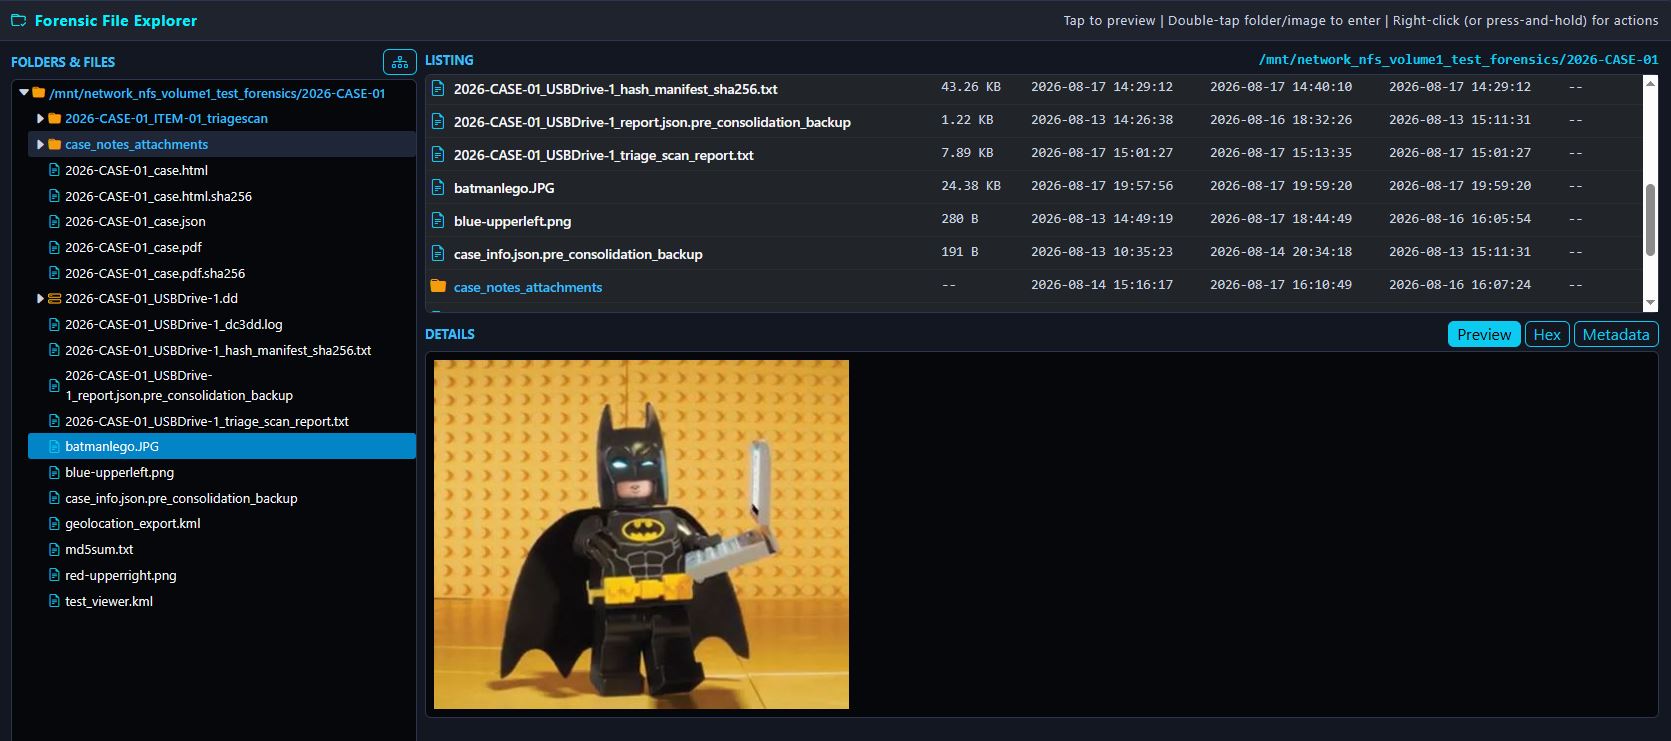 Forensic File Explorer
Tap to preview | Double-tap folder/image to enter | Right-click (or press-and-hold) for actions
FOLDERS & FILES
/mnt/network_nfs_volume1_test_forensics/2026-CASE-01
2026-CASE-01_ITEM-01_triagescan
case_notes_attachments
2026-CASE-01_case.html
2026-CASE-01_case.html.sha256
2026-CASE-01_case.json
2026-CASE-01_case.pdf
2026-CASE-01_case.pdf.sha256
2026-CASE-01_USBDrive-1.dd
2026-CASE-01_USBDrive-1_dc3dd.log
2026-CASE-01_USBDrive-1_hash_manifest_sha256.txt
2026-CASE-01_USBDrive-
1_report.json.pre_consolidation_backup
2026-CASE-01_USBDrive-1_triage_scan_report.txt
batmanlego.JPG
blue-upperleft.png
case_info.json.pre_consolidation_backup
geolocation_export.kml
md5sum.txt
red-upperright.png
test_viewer.kml
LISTING
/mnt/network_nfs_volume1_test_forensics/2026-CASE-01
2026-CASE-01_USBDrive-1_hash_manifest_sha256.txt 43.26 KB 2026-08-17 14:29:12 2026-08-17 14:40:10 2026-08-17 14:29:12 --
2026-CASE-01_USBDrive-1_report.json.pre_consolidation_backup 1.22 KB 2026-08-13 14:26:38 2026-08-16 18:32:26 2026-08-13 15:11:31 --
2026-CASE-01_USBDrive-1_triage_scan_report.txt 7.89 KB 2026-08-17 15:01:27 2026-08-17 15:13:35 2026-08-17 15:01:27 --
batmanlego.JPG 24.38 KB 2026-08-17 19:57:56 2026-08-17 19:59:20 2026-08-17 19:59:20 --
blue-upperleft.png 280 B 2026-08-13 14:49:19 2026-08-17 18:44:49 2026-08-16 16:05:54 --
case_info.json.pre_consolidation_backup 191 B 2026-08-13 10:35:23 2026-08-14 20:34:18 2026-08-13 15:11:31 --
case_notes_attachments -- 2026-08-14 15:16:17 2026-08-17 16:10:49 2026-08-16 16:07:24 --
DETAILS
Preview Hex Metadata